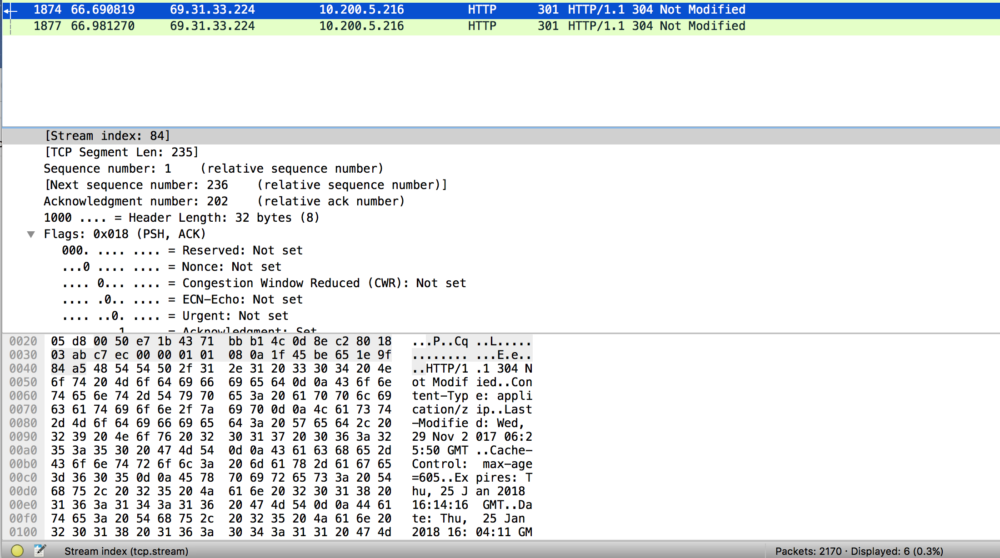 1874 66.690819 69.31.33.224 10.200.5.216 HTTP 301 HTTP/1.1 304 Not Modified
1877 66.981270 69.31.33.224 10.200.5.216 HTTP 301 HTTP/1.1 304 Not Modified
[Stream index: 84]
[TCP Segment Len: 235]
Sequence number: 1    (relative sequence number)
[Next sequence number: 236    (relative sequence number)]
Acknowledgment number: 202    (relative ack number)
1000 .... = Header Length: 32 bytes (8)
▼ Flags: 0x018 (PSH, ACK)
000. .... .... = Reserved: Not set
...0 .... .... = Nonce: Not set
.... 0... .... = Congestion Window Reduced (CWR): Not set
.... .0.. .... = ECN-Echo: Not set
.... ..0. .... = Urgent: Not set
1 = Acknowledgment: Set
0020 05 d8 00 50 e7 1b 43 71 bb b1 4c 0d 8e c2 80 18 ...P..Cq ..L.....
0030 03 ab c7 ec 00 00 01 01 08 0a 1f 45 be 65 1e 9f ........ ...E.e..
0040 84 a5 48 54 54 50 2f 31 2e 31 20 33 30 34 20 4e ..HTTP/1 .1 304 N
0050 6f 74 20 4d 6f 64 69 66 69 65 64 0d 0a 43 6f 6e ot Modif ied..Con
0060 74 65 6e 74 2d 54 79 70 65 3a 20 61 70 70 6c 69 tent-Typ e: appli
0070 63 61 74 69 6f 6e 2f 7a 69 70 0d 0a 4c 61 73 74 cation/z ip..Last
0080 2d 4d 6f 64 69 66 69 65 64 3a 20 57 65 64 2c 20 -Modifie d: Wed,
0090 32 39 20 4e 6f 76 20 32 30 31 37 20 30 36 3a 32 29 Nov 2 017 06:2
00a0 35 3a 35 30 20 47 4d 54 0d 0a 43 61 63 68 65 2d 5:50 GMT ..Cache-
00b0 43 6f 6e 74 72 6f 6c 3a 20 6d 61 78 2d 61 67 65 Control:  max-age
00c0 3d 36 30 35 0d 0a 45 78 70 69 72 65 73 3a 20 54 =605..Ex pires: T
00d0 68 75 2c 20 32 35 20 4a 61 6e 20 32 30 31 38 20 hu, 25 J an 2018
00e0 31 36 3a 31 34 3a 31 36 20 47 4d 54 0d 0a 44 61 16:14:16  GMT..Da
00f0 74 65 3a 20 54 68 75 2c 20 32 35 20 4a 61 6e 20 te: Thu,  25 Jan
0100 32 30 31 38 20 31 36 3a 30 34 3a 31 31 20 47 4d 2018 16: 04:11 GM
Stream index (tcp.stream) Packets: 2170 · Displayed: 6 (0.3%)